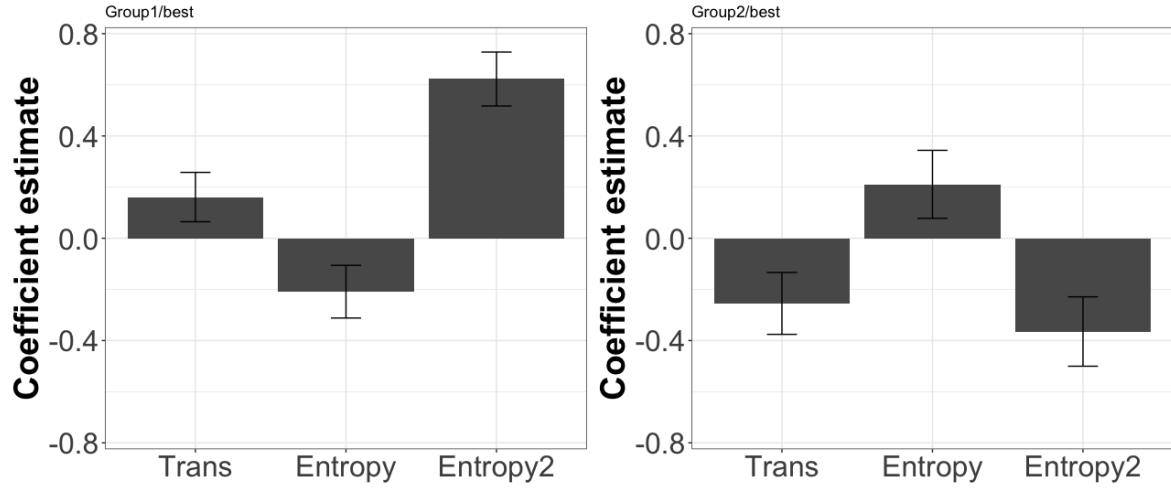 Group1/best
Coefficient estimate
0.8
0.4
0.0
-0.4
-0.8
Trans Entropy Entropy2
Group2/best
Coefficient estimate
0.8
0.4
0.0
-0.4
-0.8
Trans Entropy Entropy2